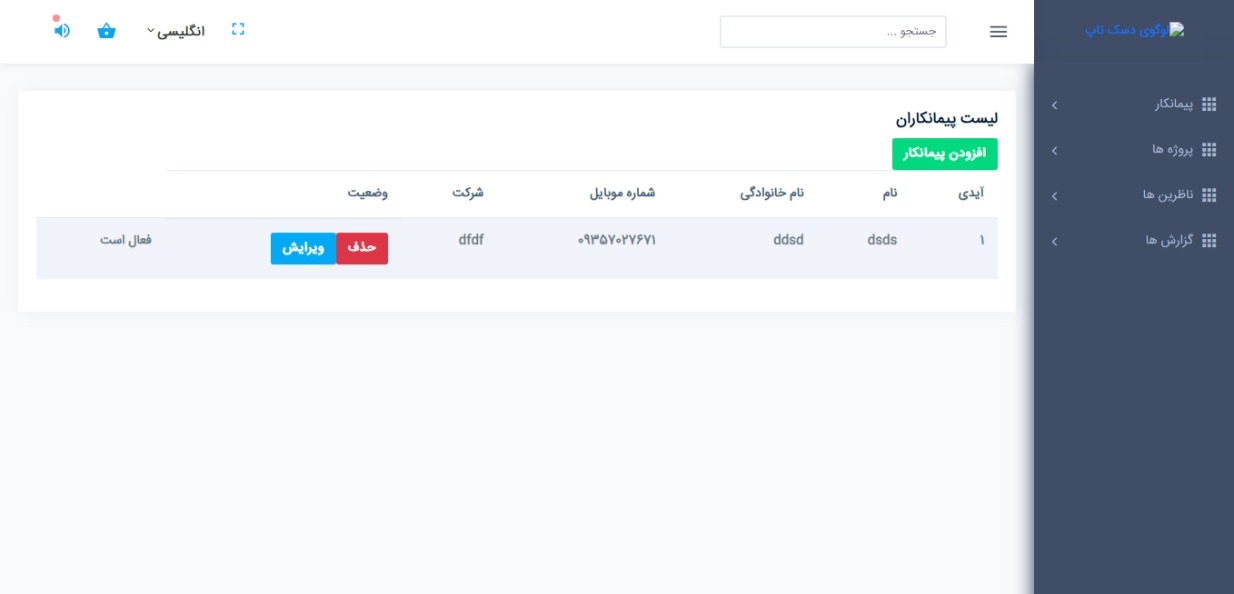 لوگوی دسک تاپ
جستجو ...
انگلیسی
پیمانکار
پروژه ها
ناظرین ها
گزارش ها
لیست پیمانکاران
افزودن پیمانکار
آیدی نام نام خانوادگی شماره موبایل شرکت وضعیت
۱ dsds ddsd ۰۹۳۵۷۰۲۷۶۷۱ dfdf حذف ویرایش فعال است